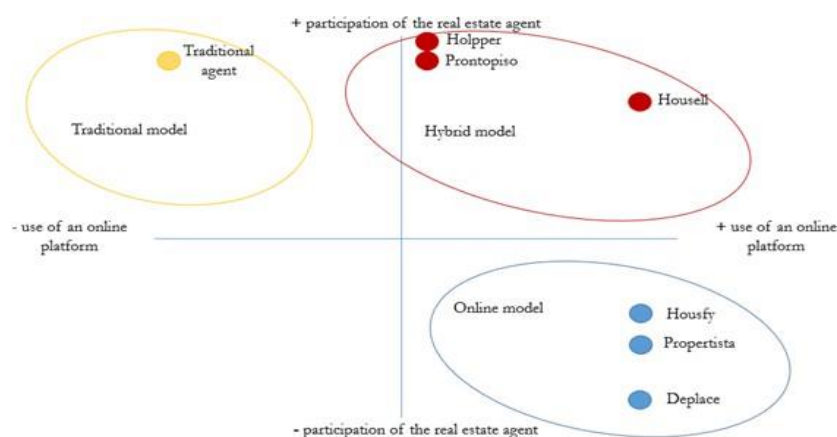 + participation of the real estate agent
Holpper
Traditional
agent
Prontopiso
Housell
Traditional model
Hybrid model
- use of an online
platform
+ use of an online
platform
Online model
Housfy
Propertista
Deplace
- participation of the real estate agent